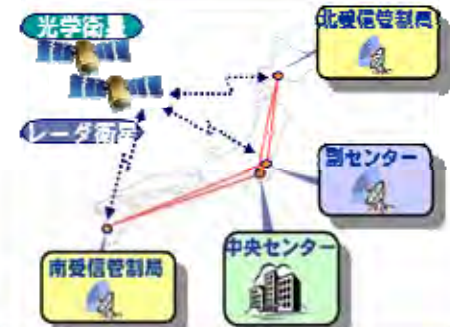 光学衛星
北受信管制局
レーダ衛星
副センター
中央センター
南受信管制局